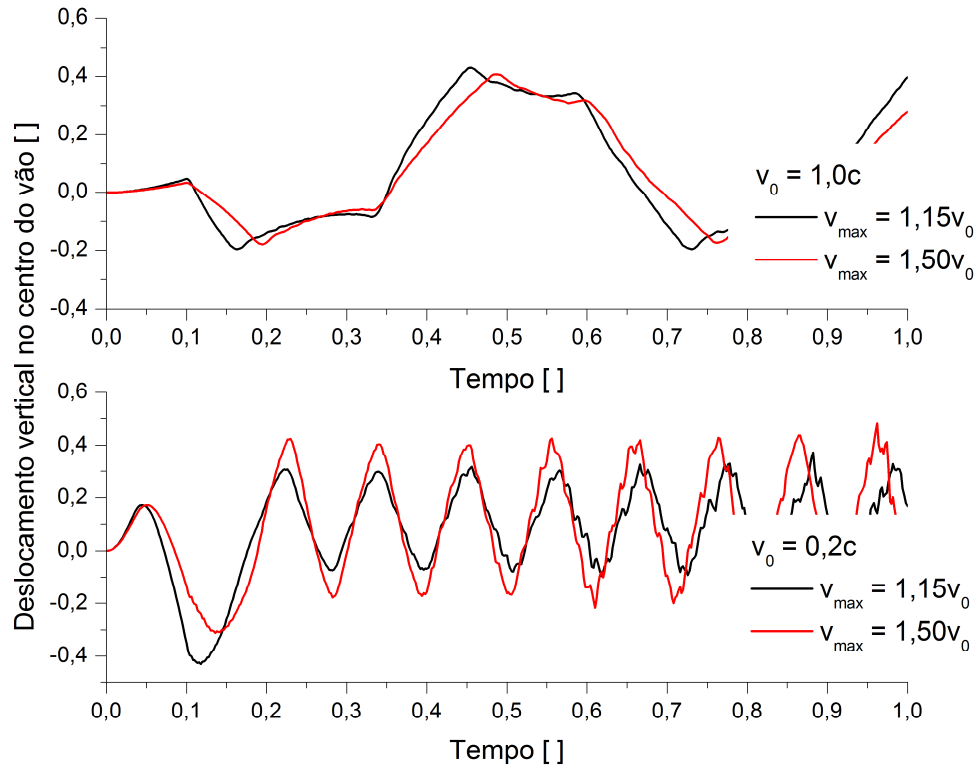 Deslocamento vertical no centro do vão [ ]
0,6
0,4
0,2
0,0
-0,2
-0,4
0,0 0,1 0,2 0,3 0,4 0,5 0,6 0,7 0,8 0,9 1,0
Tempo [ ]
v₀ = 1,0c
vmax = 1,15v₀
vmax = 1,50v₀
0,6
0,4
0,2
0,0
-0,2
-0,4
0,0 0,1 0,2 0,3 0,4 0,5 0,6 0,7 0,8 0,9 1,0
Tempo [ ]
v₀ = 0,2c
vmax = 1,15v₀
vmax = 1,50v₀